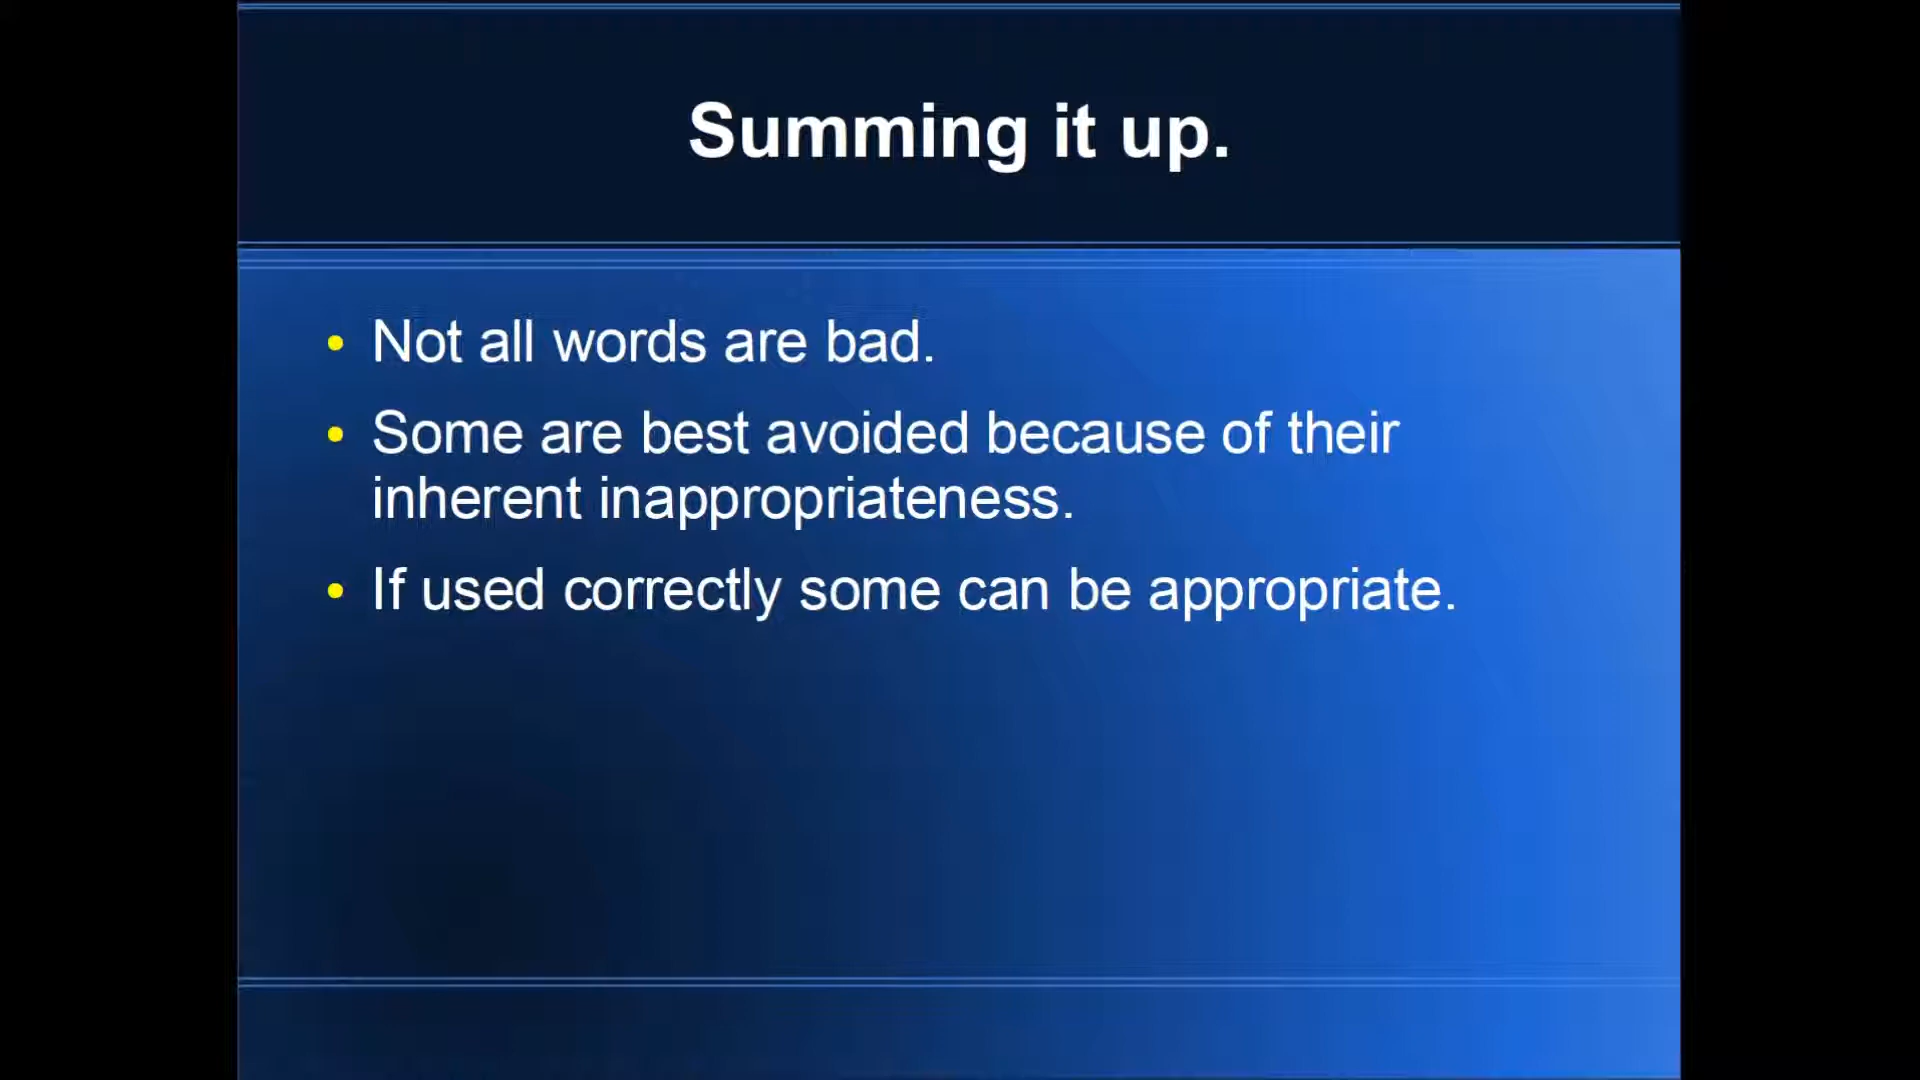 Summing it up.
• Not all words are bad.
• Some are best avoided because of their
inherent inappropriateness.
• If used correctly some can be appropriate.